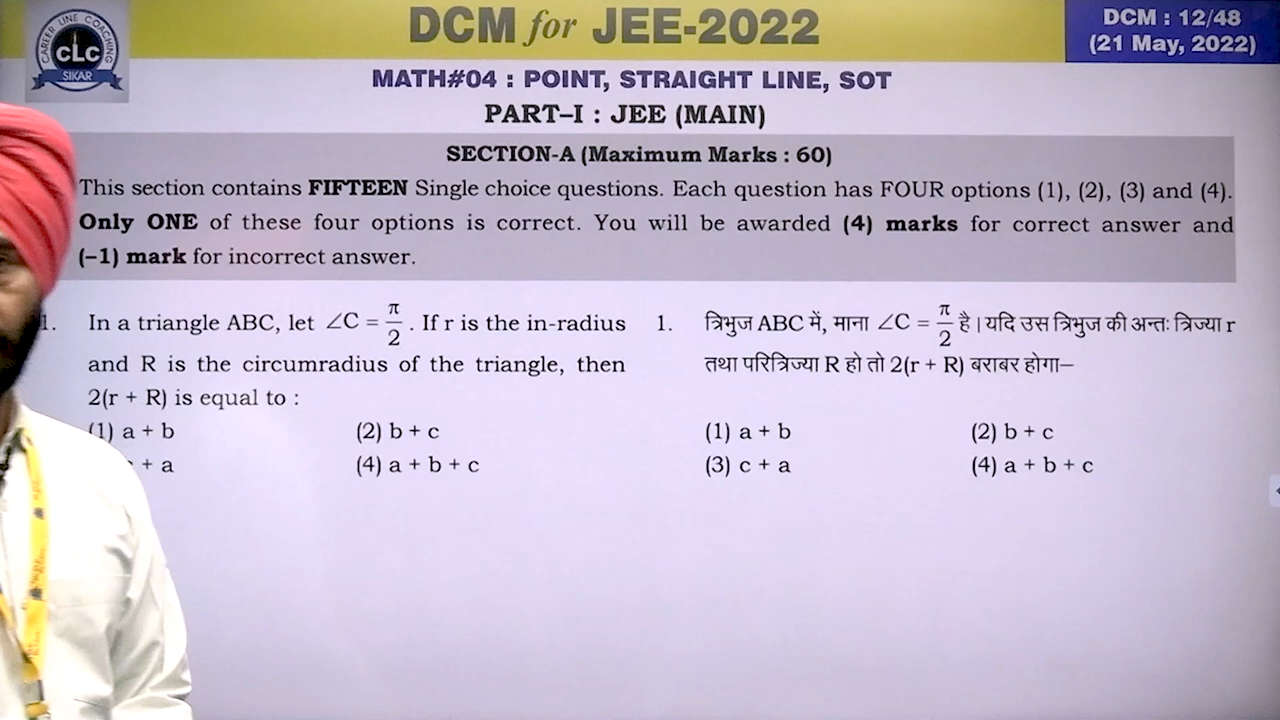 CAREER LINE COACHING
CLC
SIKAR
DCM for JEE-2022
DCM : 12/48
(21 May, 2022)
MATH#04 : POINT, STRAIGHT LINE, SOT
PART–I : JEE (MAIN)
SECTION-A (Maximum Marks : 60)
This section contains FIFTEEN Single choice questions. Each question has FOUR options (1), (2), (3) and (4).
Only ONE of these four options is correct. You will be awarded (4) marks for correct answer and
(–1) mark for incorrect answer.
1. In a triangle ABC, let ∠C = π/2 . If r is the in-radius
and R is the circumradius of the triangle, then
2(r + R) is equal to :
(1) a + b (2) b + c
+ a (4) a + b + c
1. त्रिभुज ABC में, माना ∠C = π/2 है। यदि उस त्रिभुज की अन्तः त्रिज्या r
तथा परित्रिज्या R हो तो 2(r + R) बराबर होगा–
(1) a + b (2) b + c
(3) c + a (4) a + b + c